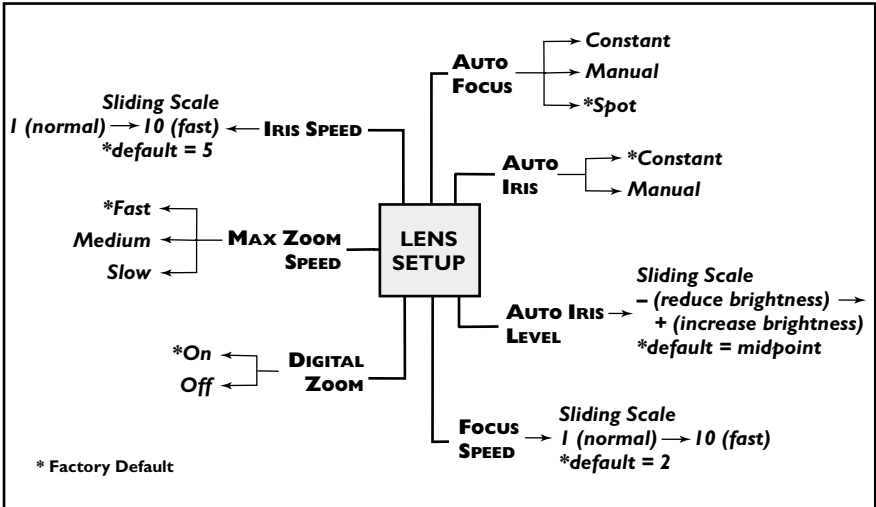 AUTO
FOCUS
Constant
Manual
*Spot
Sliding Scale
1 (normal) → 10 (fast)
*default = 5
IRIS SPEED
AUTO
IRIS
*Constant
Manual
*Fast
Medium
Slow
MAX ZOOM
SPEED
LENS
SETUP
AUTO IRIS
LEVEL
Sliding Scale
– (reduce brightness) →
+ (increase brightness)
*default = midpoint
*On
Off
DIGITAL
ZOOM
FOCUS
SPEED
Sliding Scale
1 (normal) → 10 (fast)
*default = 2
* Factory Default